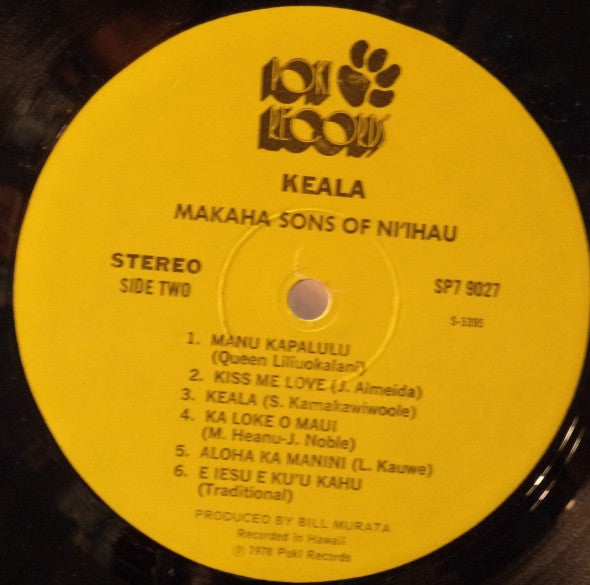 POKI
RECORDS
KEALA
MAKAHA SONS OF NI'IHAU
STEREO
SIDE TWO
SP7 9027
S-5395
1. MANU KAPALULU
(Queen Liliuokalani)
2. KISS ME LOVE (J. Almeida)
3. KEALA (S. Kamakawiwoole)
4. KA LOKE O MAUI
(M. Heanu-J. Noble)
5. ALOHA KA MANINI (L. Kauwe)
6. E IESU E KU'U KAHU
(Traditional)
PRODUCED BY BILL MURATA
Recorded in Hawaii
℗ 1978 Poki Records